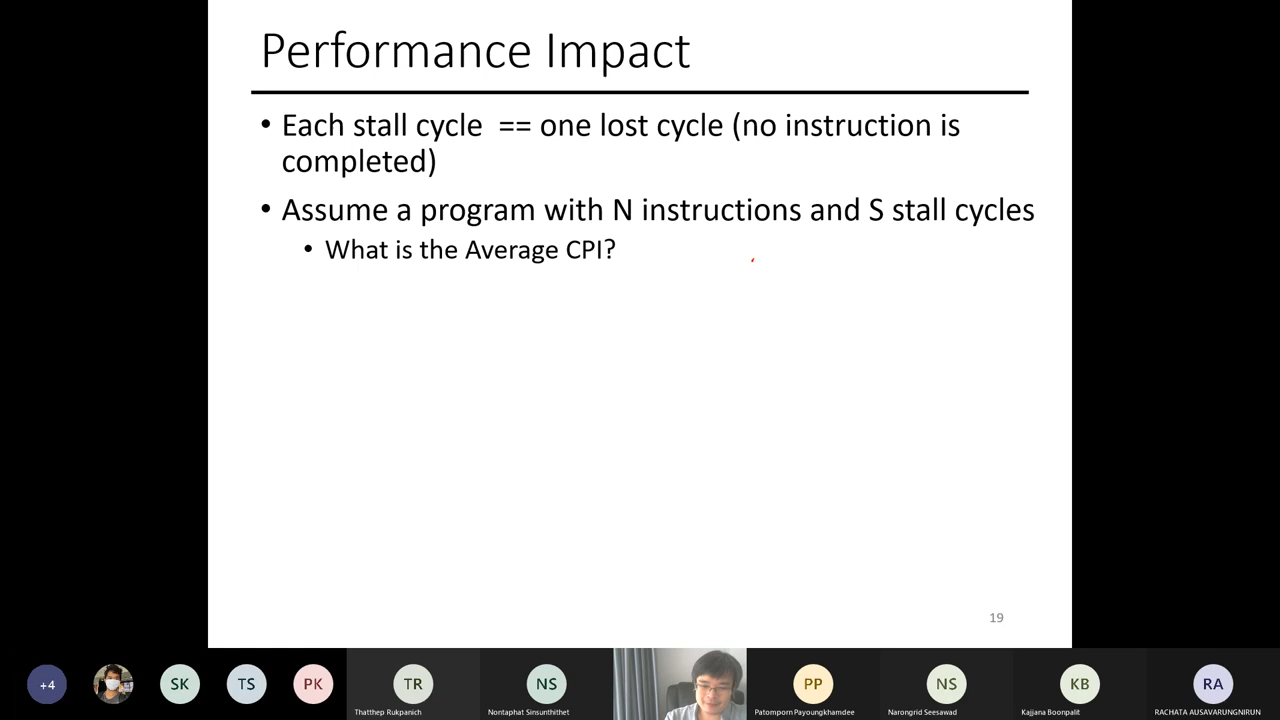 Performance Impact
• Each stall cycle == one lost cycle (no instruction is
completed)
• Assume a program with N instructions and S stall cycles
• What is the Average CPI?
19
+4
SK
TS
PK
TR
NS
PP
NS
KB
RA
Thatthep Rukpanich
Nontaphat Sinsunthithet
Patomporn Payoungkhamdee
Narongrid Seesawad
Kajjana Boonpalit
RACHATA AUSAVARUNGNIRUN